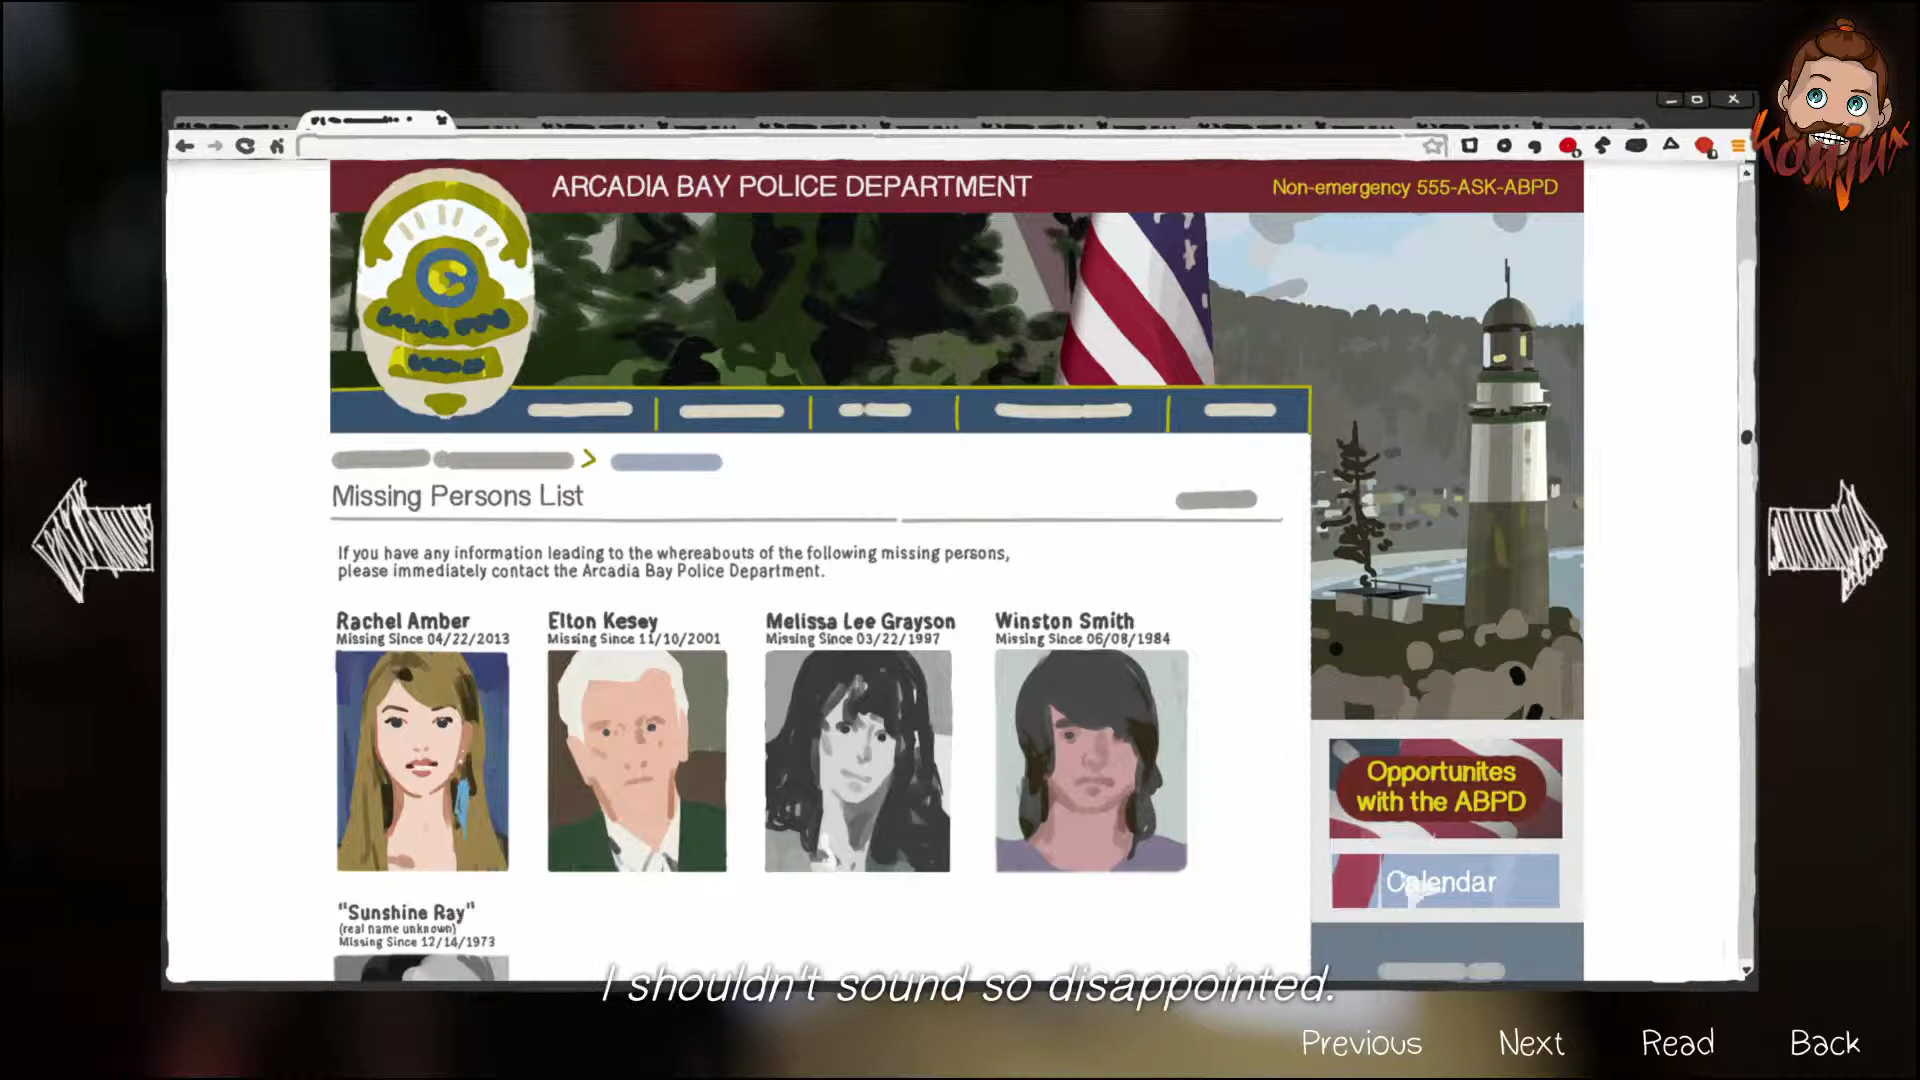 ARCADIA BAY POLICE DEPARTMENT
Non-emergency 555-ASK-ABPD
Missing Persons List
If you have any information leading to the whereabouts of the following missing persons,
please immediately contact the Arcadia Bay Police Department.
Rachel Amber
Missing Since 04/22/2013
Elton Kesey
Missing Since 11/10/2001
Melissa Lee Grayson
Missing Since 03/22/1997
Winston Smith
Missing Since 06/08/1984
"Sunshine Ray"
(real name unknown)
Missing Since 12/14/1973
Opportunites
with the ABPD
Calendar
I shouldn't sound so disappointed.
Previous
Next
Read
Back